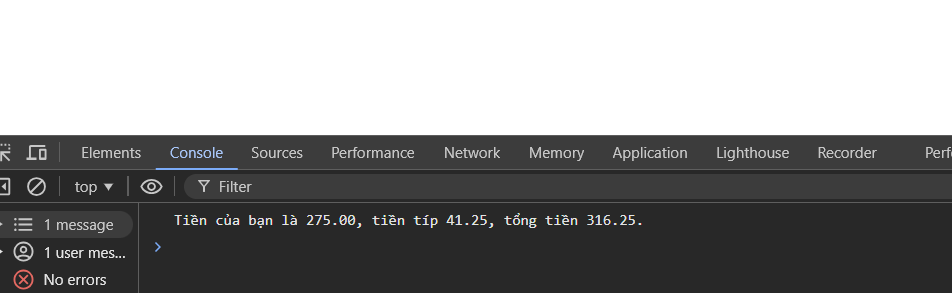 Elements Console Sources Performance Network Memory Application Lighthouse Recorder
top Filter
1 message
Tiền của bạn là 275.00, tiền típ 41.25, tổng tiền 316.25.
1 user mes...
No errors